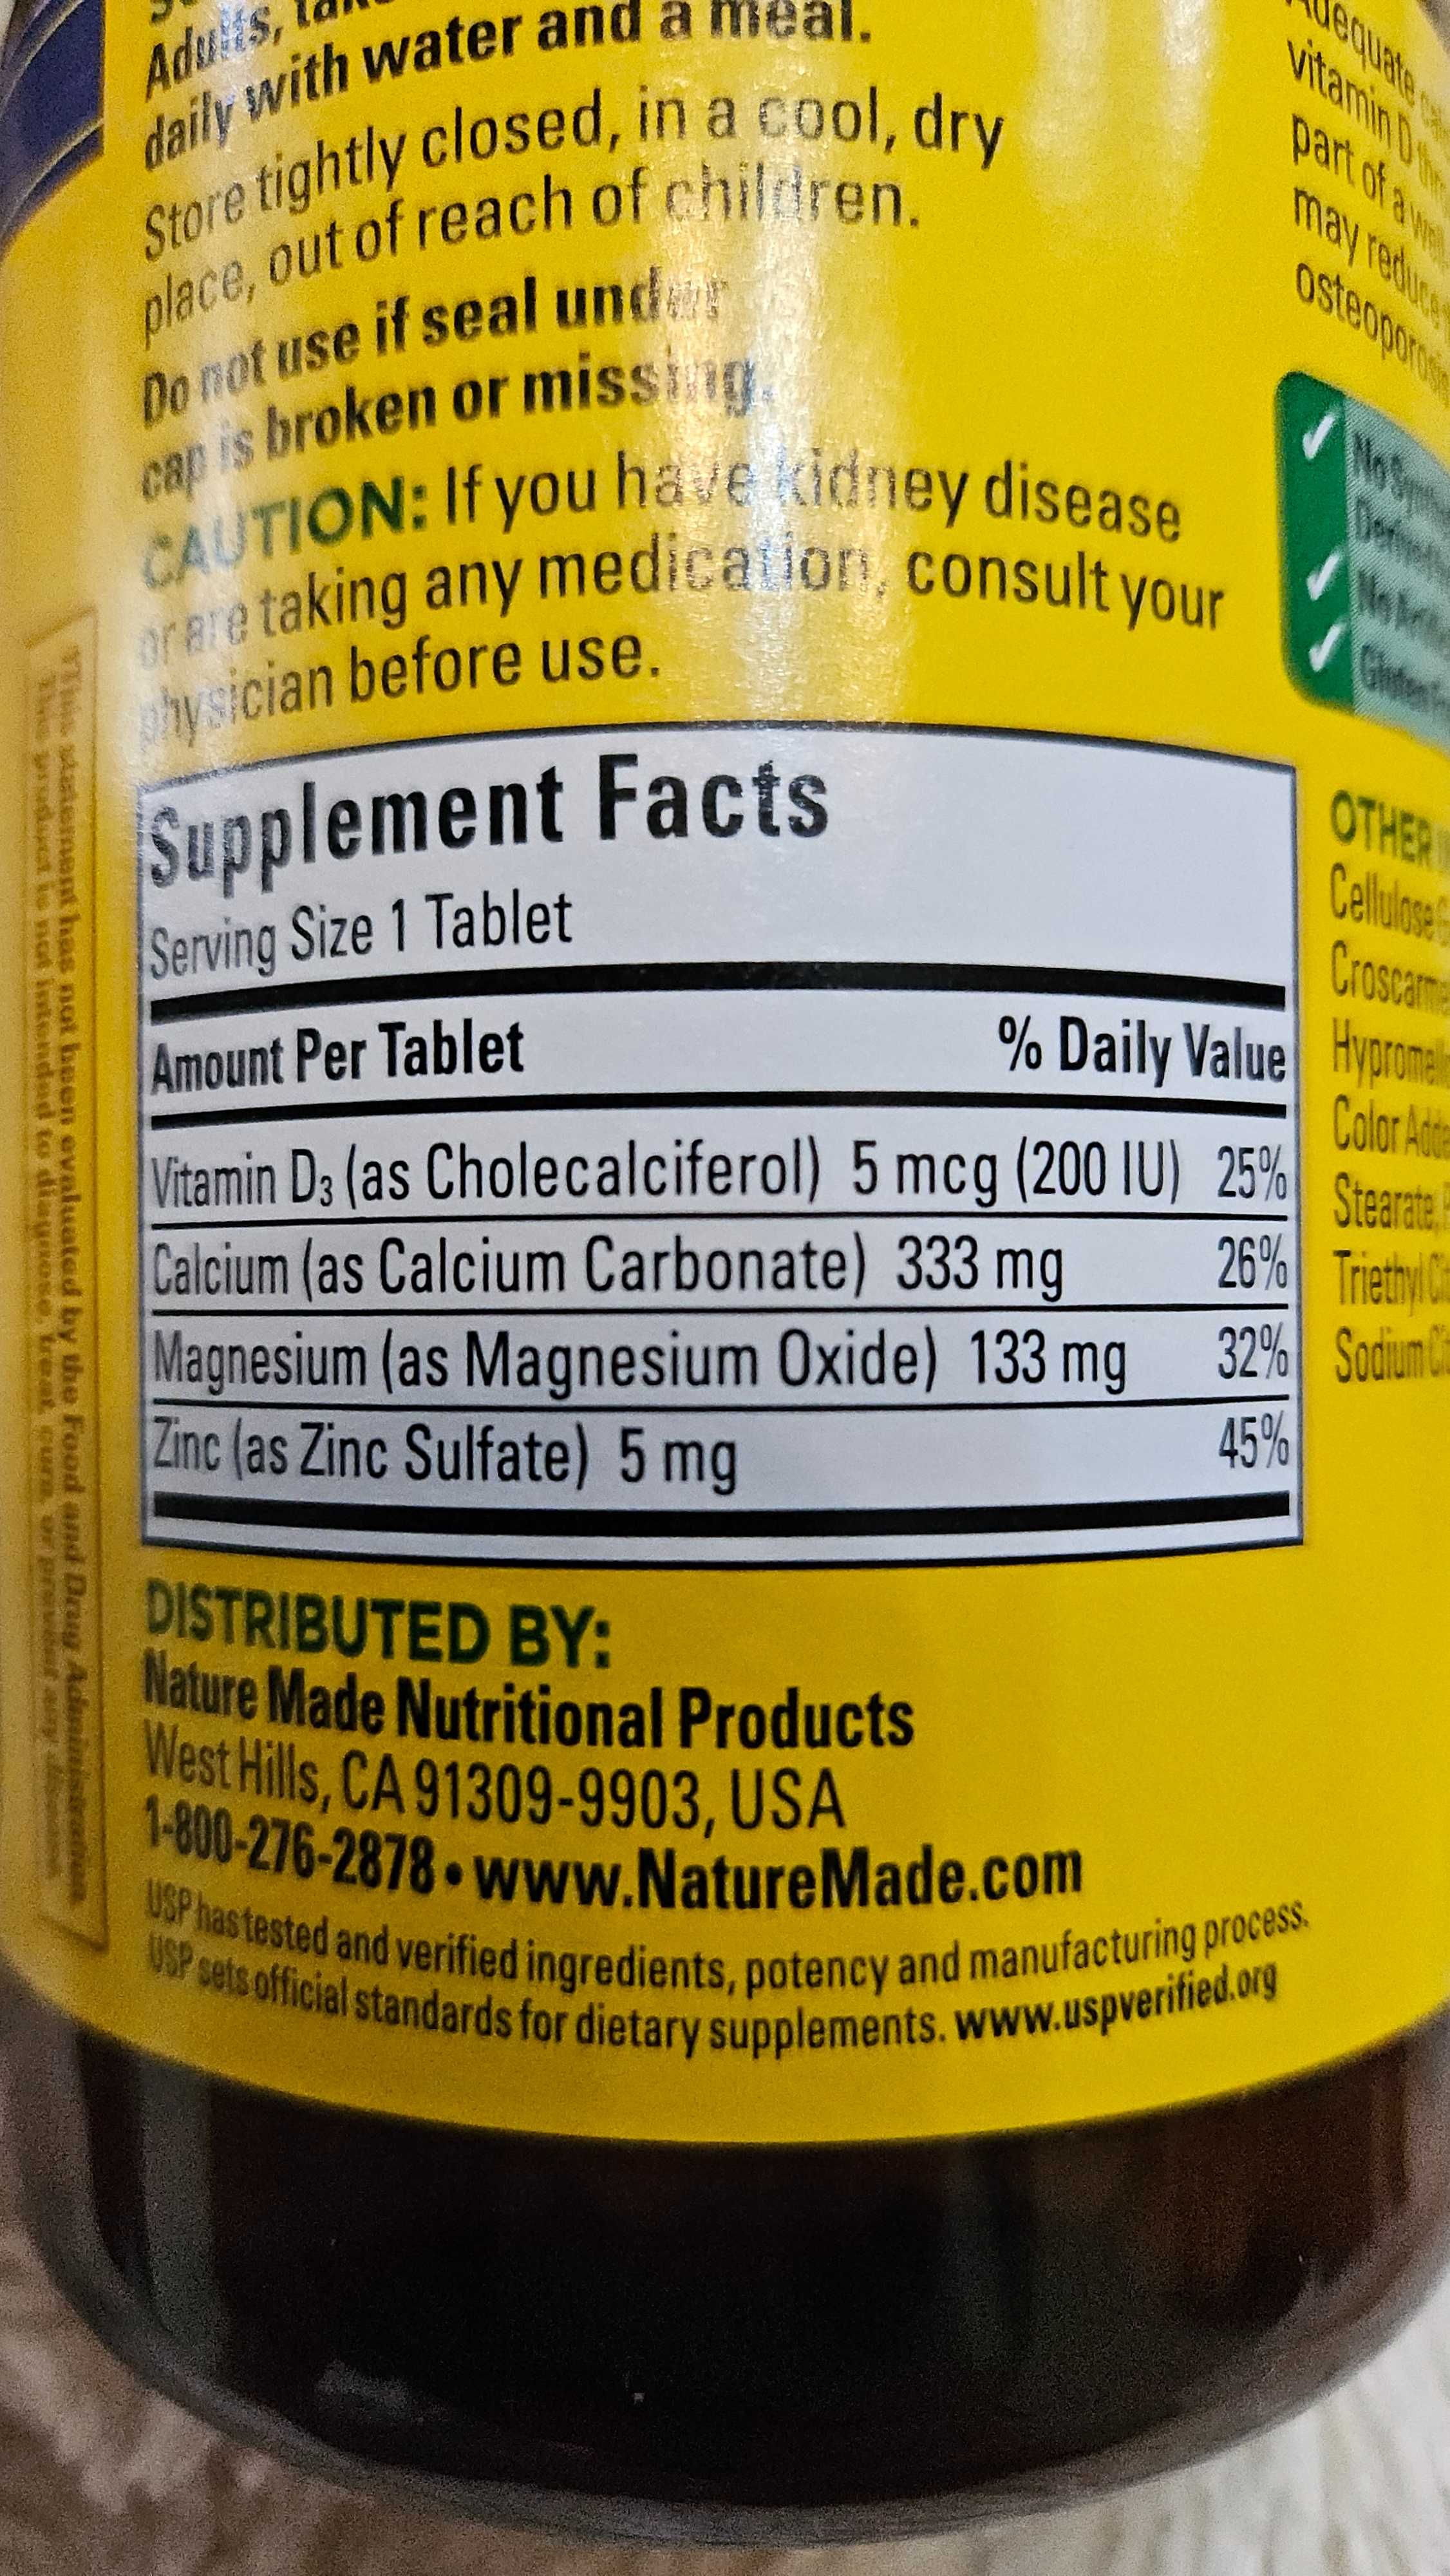 Adults,
daily with water and a meal.
Store tightly closed, in a cool, dry
place, out of reach of children.
Do not use if seal under
cap is broken or missing.
CAUTION: If you have kidney disease
or are taking any medication, consult your
physician before use.
Supplement Facts
Serving Size 1 Tablet
Amount Per Tablet % Daily Value
Vitamin D3 (as Cholecalciferol) 5 mcg (200 IU) 25%
Calcium (as Calcium Carbonate) 333 mg 26%
Magnesium (as Magnesium Oxide) 133 mg 32%
Zinc (as Zinc Sulfate) 5 mg 45%
DISTRIBUTED BY:
Nature Made Nutritional Products
West Hills, CA 91309-9903, USA
1-800-276-2878 • www.NatureMade.com
USP has tested and verified ingredients, potency and manufacturing process.
USP sets official standards for dietary supplements. www.uspverified.org
This statement has not been evaluated by the Food and Drug Administration.
This product is not intended to diagnose, treat, cure, or prevent any disease.
Adequate
vitamin D
part of a
may reduce
No
No
Gluten
OTHER
Cellulose
Color
Stearate,
Triethyl
Sodium